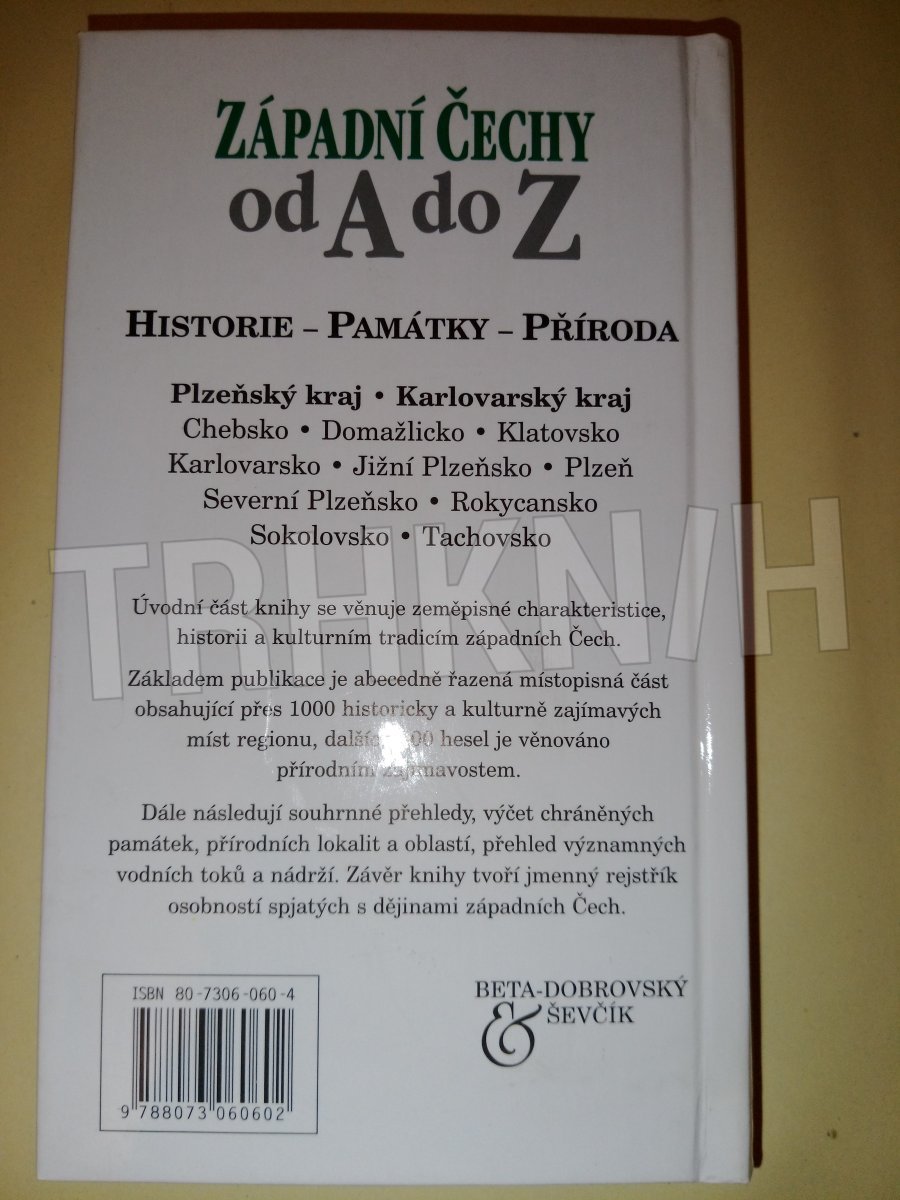 ZÁPADNÍ ČECHY
od A do Z
HISTORIE – PAMÁTKY – PŘÍRODA
Plzeňský kraj • Karlovarský kraj
Chebsko • Domažlicko • Klatovsko
Karlovarsko • Jižní Plzeňsko • Plzeň
Severní Plzeňsko • Rokycansko
Sokolovsko • Tachovsko
TRHKNIH
Úvodní část knihy se věnuje zeměpisné charakteristice,
historii a kulturním tradicím západních Čech.
Základem publikace je abecedně řazená místopisná část
obsahující přes 1000 historicky a kulturně zajímavých
míst regionu, hesel je věnováno
přírodním zajímavostem.
Dále následují souhrnné přehledy, výčet chráněných
památek, přírodních lokalit a oblastí, přehled významných
vodních toků a nádrží. Závěr knihy tvoří jmenný rejstřík
osobností spjatých s dějinami západních Čech.
ISBN 80-7306-060-4
9 788073 060602
BETA-DOBROVSKÝ
& ŠEVČÍK